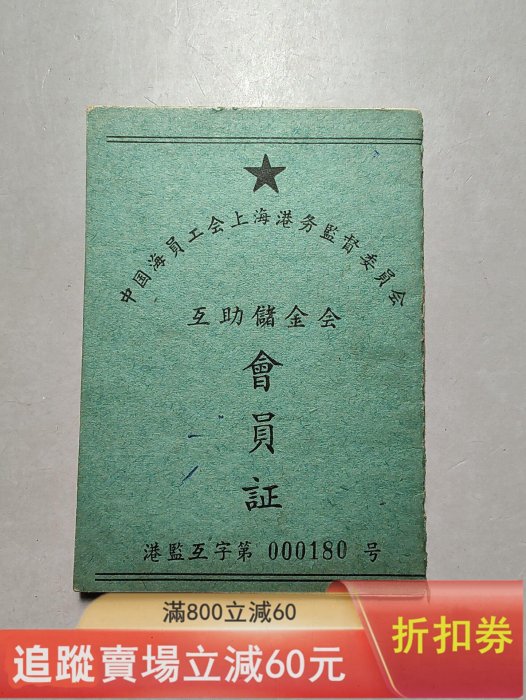 中国海员工会上海港务監督委員会
互助儲金会
會員証
港監互字第 000180 号
滿800立減60
追蹤賣場立減60元
折扣券